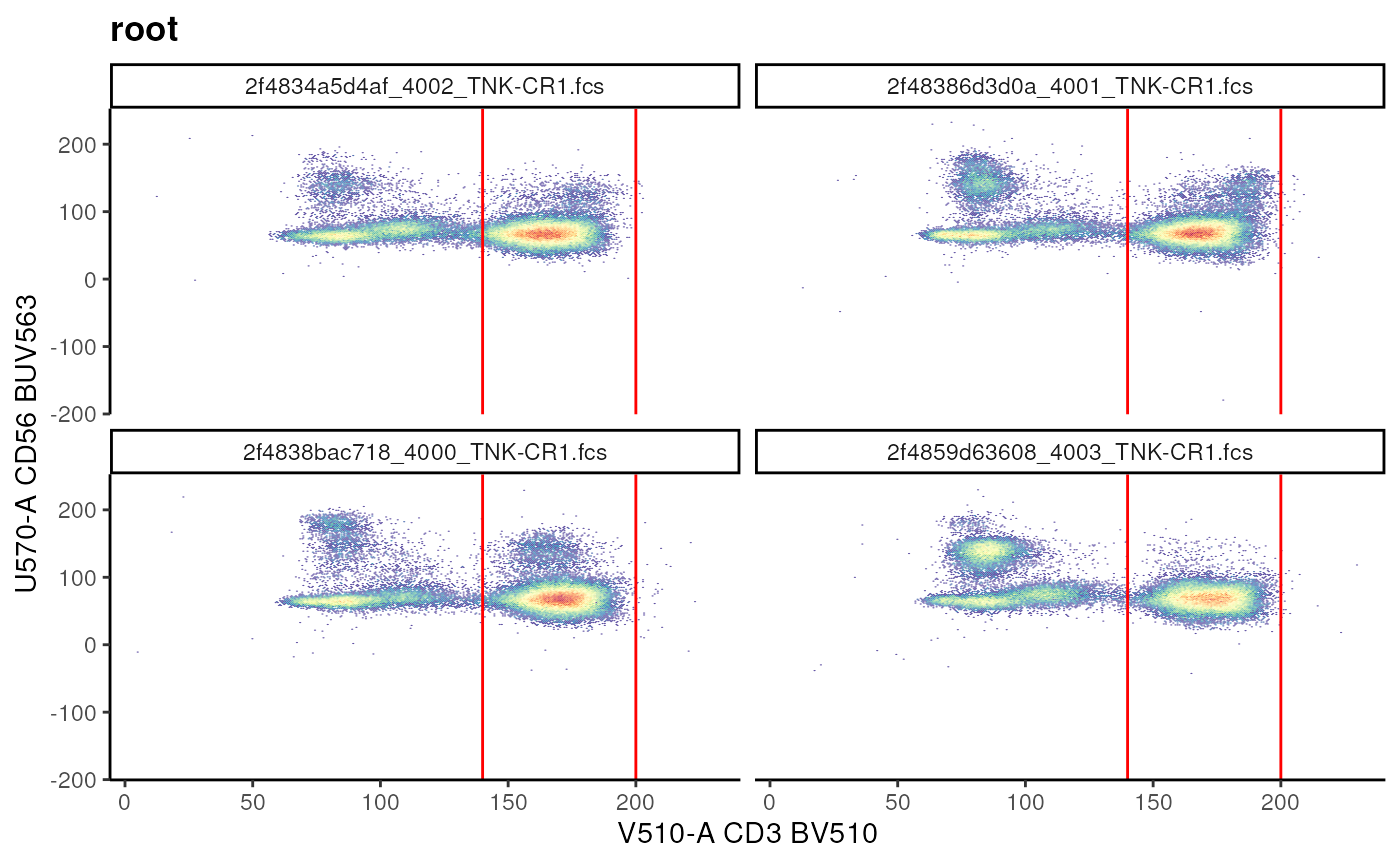 root
2f4834a5d4af_4002_TNK-CR1.fcs
2f48386d3d0a_4001_TNK-CR1.fcs
200
100
0
-100
-200
2f4838bac718_4000_TNK-CR1.fcs
2f4859d63608_4003_TNK-CR1.fcs
200
100
0
-100
-200
U570-A CD56 BUV563
0 50 100 150 200
0 50 100 150 200
V510-A CD3 BV510